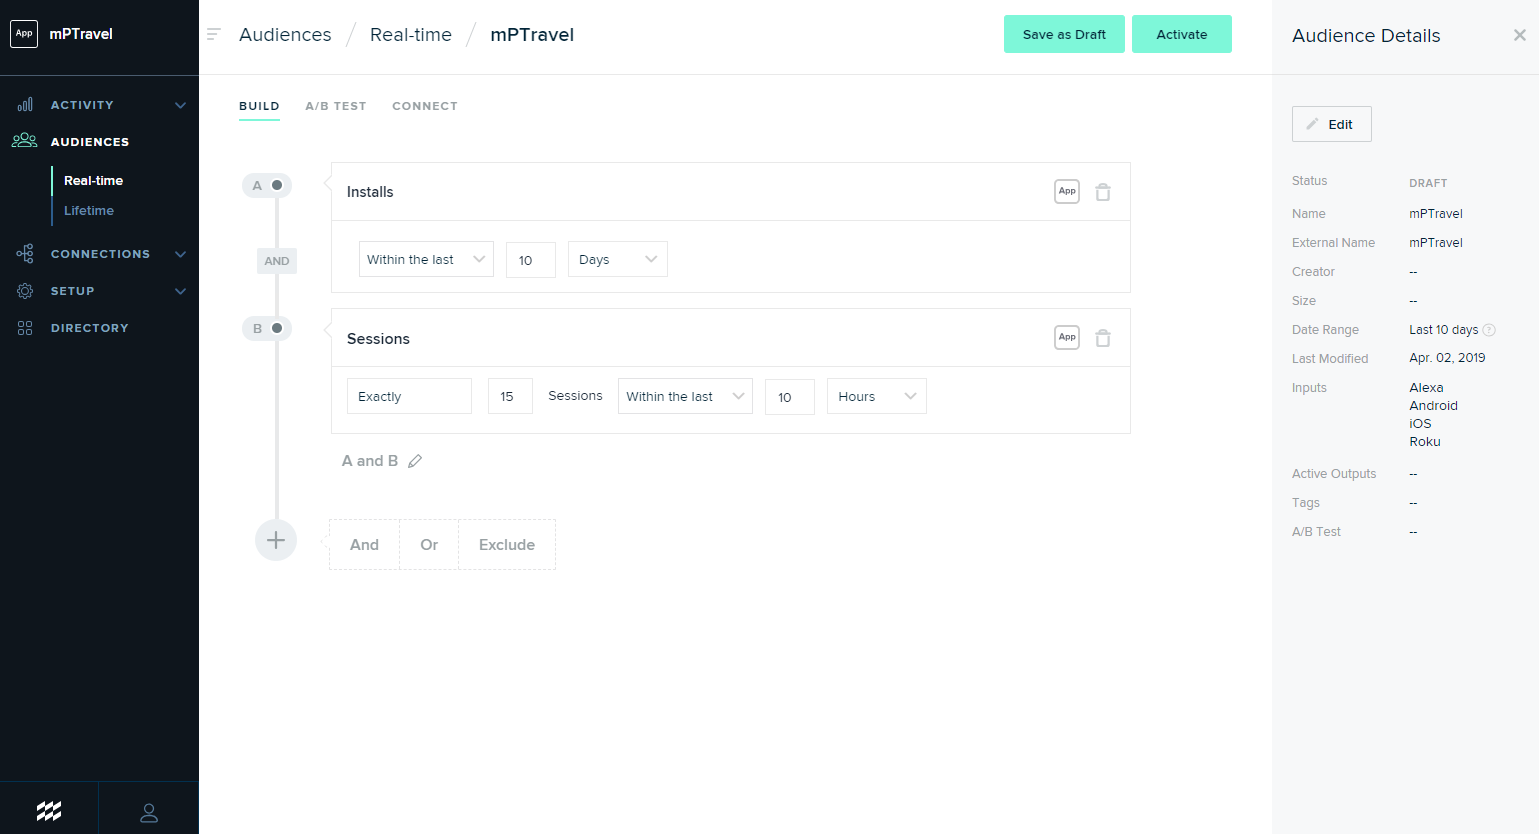 App mPTravel
ACTIVITY
AUDIENCES
Real-time
Lifetime
CONNECTIONS
SETUP
DIRECTORY
Audiences / Real-time / mPTravel
Save as Draft
Activate
BUILD A/B TEST CONNECT
A
Installs
App
Within the last 10 Days
AND
B
Sessions
App
Exactly 15 Sessions Within the last 10 Hours
A and B
And Or Exclude
Audience Details
Edit
Status DRAFT
Name mPTravel
External Name mPTravel
Creator --
Size --
Date Range Last 10 days ?
Last Modified Apr. 02, 2019
Inputs Alexa
Android
iOS
Roku
Active Outputs --
Tags --
A/B Test --